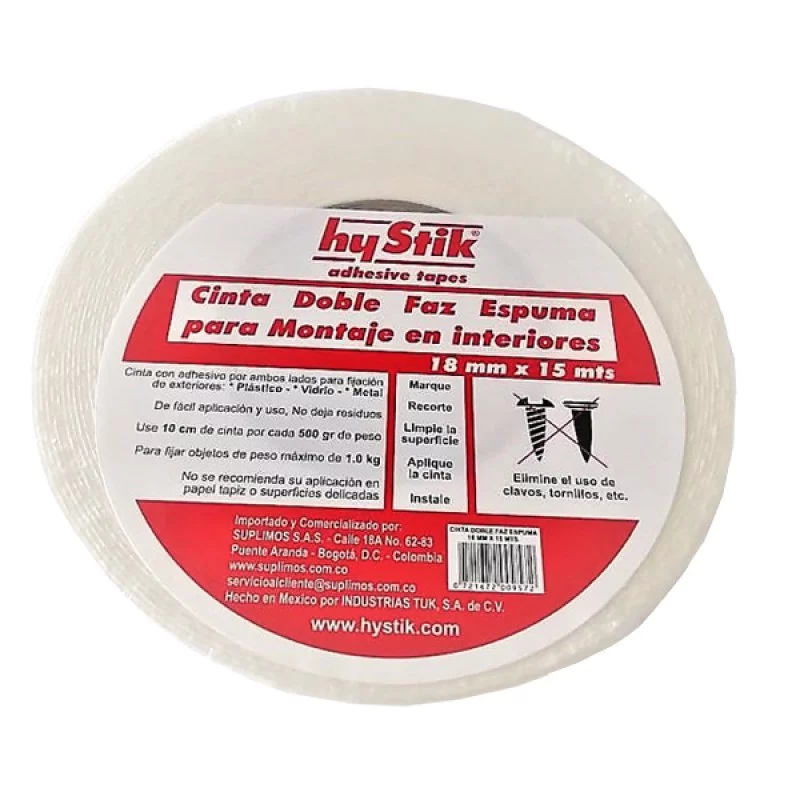 hyStik®
adhesive tapes
Cinta Doble Faz Espuma
para Montaje en interiores
18 mm x 15 mts
Cinta con adhesivo por ambos lados para fijación
de exteriores: * Plástico - * Vidrio - * Metal
De fácil aplicación y uso, No deja residuos
Use 10 cm de cinta por cada 500 gr de peso
Para fijar objetos de peso máximo de 1.0 kg
No se recomienda su aplicación en
papel tapiz o superficies delicadas
Marque
Recorte
Limpie la
superficie
Aplique
la cinta
Instale
Elimine el uso de
clavos, tornillos, etc.
Importado y Comercializado por:
SUPLIMOS S.A.S. - Calle 18A No. 62-83
Puente Aranda - Bogotá, D.C. - Colombia
www.suplimos.com.co
servicioalcliente@suplimos.com.co
Hecho en Mexico por INDUSTRIAS TUK, S.A. de C.V.
www.hystik.com
CINTA DOBLE FAZ ESPUMA
18 MM X 15 MTS.
0 721672 009572